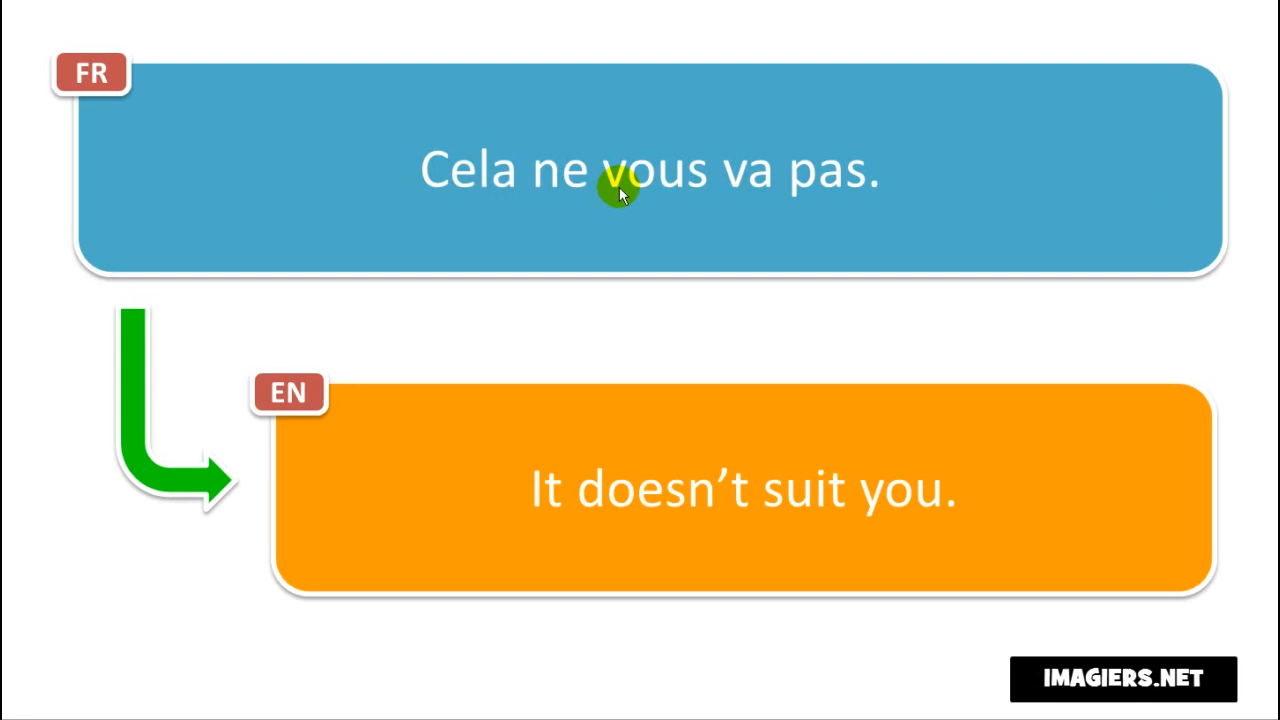 FR
Cela ne vous va pas.
EN
It doesn’t suit you.
IMAGIERS.NET